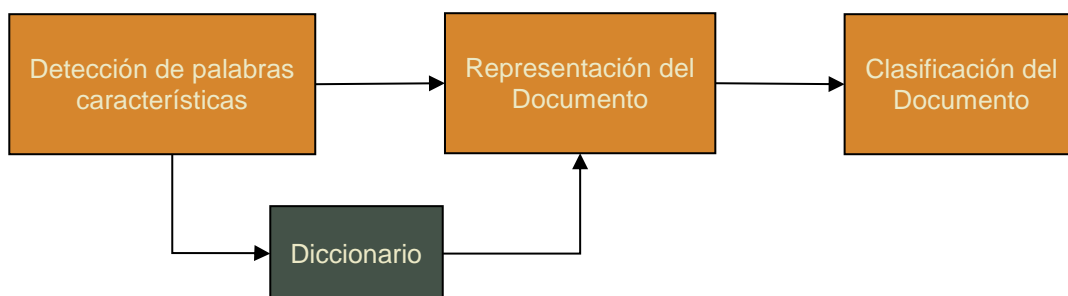 Detección de palabras
características
Representación del
Documento
Clasificación del
Documento
Diccionario